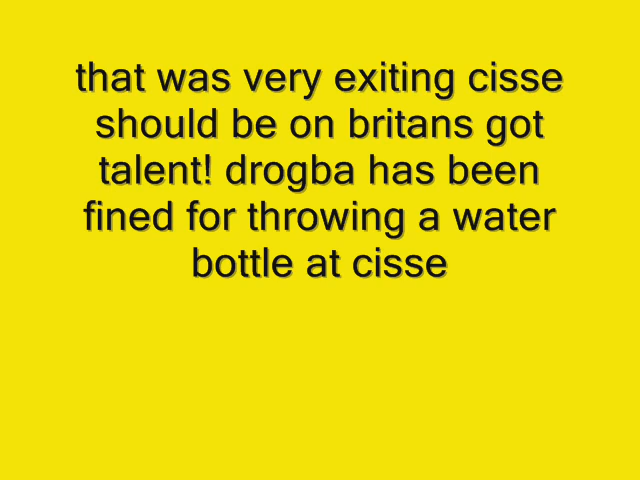 that was very exiting cisse
should be on britans got
talent! drogba has been
fined for throwing a water
bottle at cisse